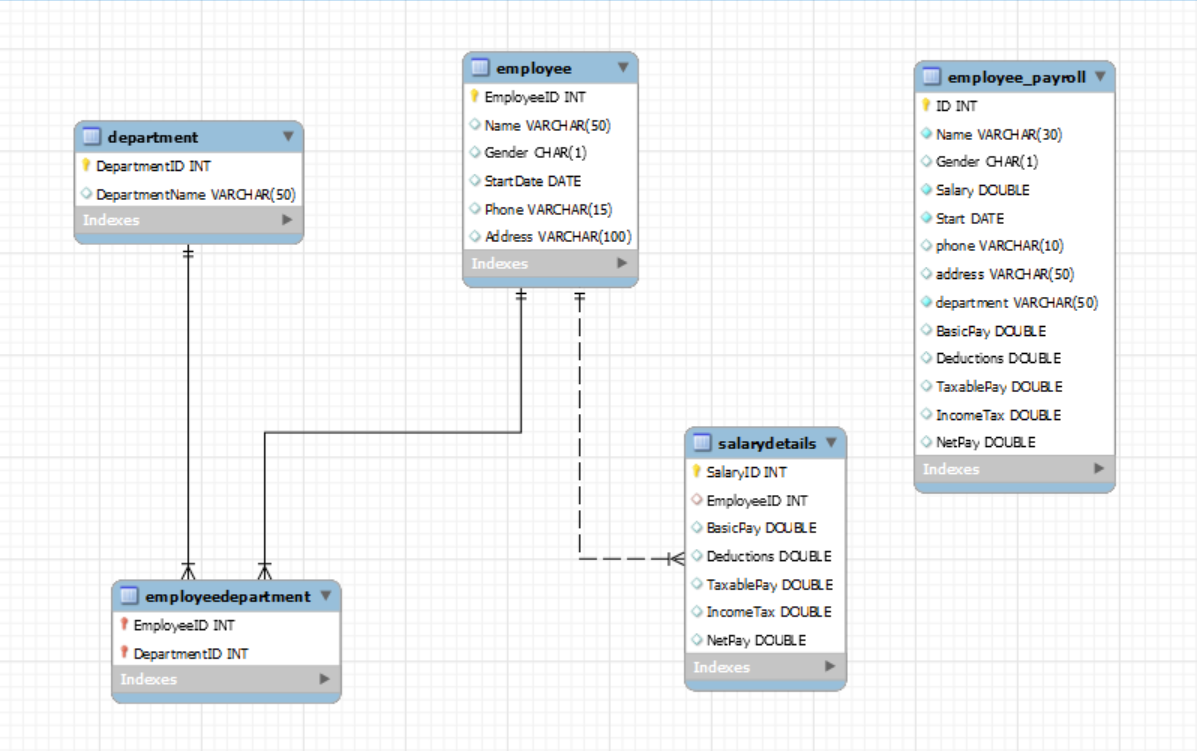 department
DepartmentID INT
DepartmentName VARCHAR(50)
Indexes
employee
EmployeeID INT
Name VARCHAR(50)
Gender CHAR(1)
StartDate DATE
Phone VARCHAR(15)
Address VARCHAR(100)
Indexes
employee_payroll
ID INT
Name VARCHAR(30)
Gender CHAR(1)
Salary DOUBLE
Start DATE
phone VARCHAR(10)
address VARCHAR(50)
department VARCHAR(50)
BasicPay DOUBLE
Deductions DOUBLE
TaxablePay DOUBLE
IncomeTax DOUBLE
NetPay DOUBLE
Indexes
employeedepartment
EmployeeID INT
DepartmentID INT
Indexes
salarydetails
SalaryID INT
EmployeeID INT
BasicPay DOUBLE
Deductions DOUBLE
TaxablePay DOUBLE
IncomeTax DOUBLE
NetPay DOUBLE
Indexes